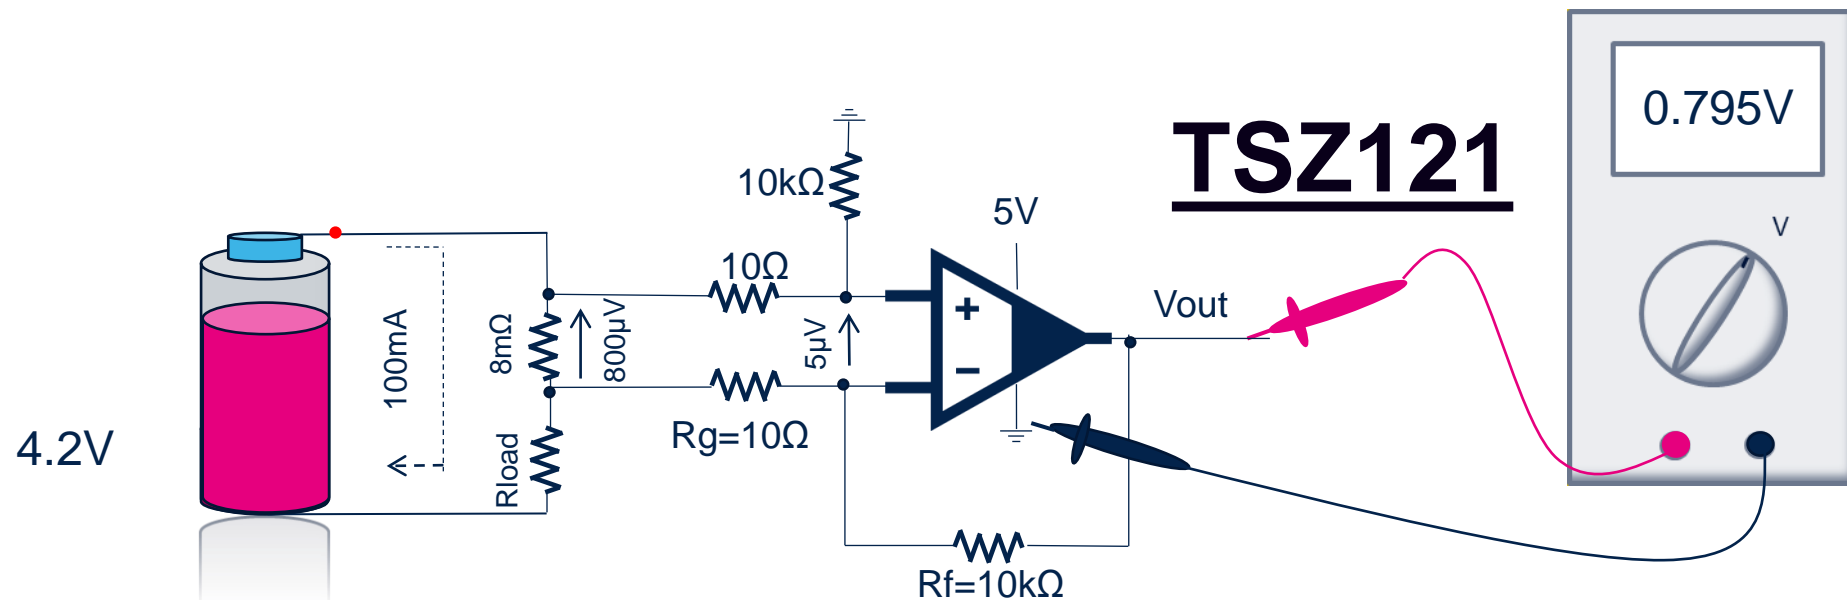 TSZ121
0.795V
V
10kΩ
5V
10Ω
Vout
100mA
8mΩ
800µV
5µV
+
−
4.2V
Rg=10Ω
Rload
Rf=10kΩ